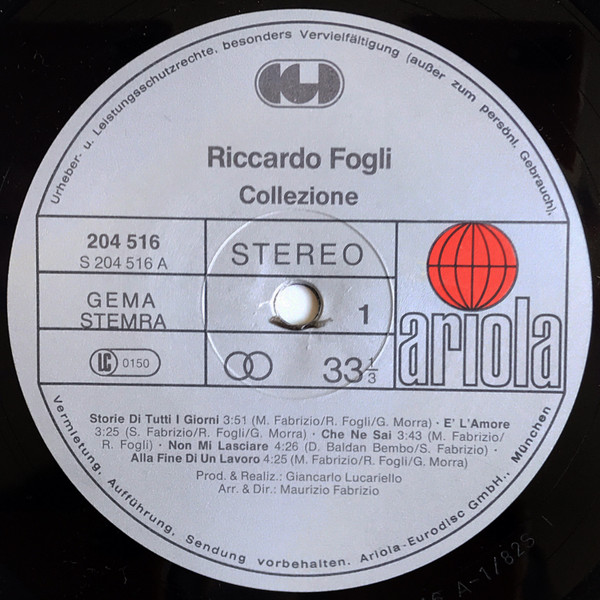 Urheber- u. Leistungsschutzrechte, besonders Vervielfältigung (außer zum persönl. Gebrauch),
Riccardo Fogli
Collezione
204 516
S 204 516 A
STEREO
GEMA
STEMRA
1
LC 0150
33 1/3
ariola
Storie Di Tutti I Giorni 3:51 (M. Fabrizio/R. Fogli/G. Morra) · E' L'Amore
3:25 (S. Fabrizio/R. Fogli/G. Morra) · Che Ne Sai 3:43 (M. Fabrizio/
R. Fogli) · Non Mi Lasciare 4:26 (D. Baldan Bembo/S. Fabrizio) ·
Alla Fine Di Un Lavoro 4:25 (M. Fabrizio/R. Fogli/G. Morra)
Prod. & Realiz.: Giancarlo Lucariello
Arr. & Dir.: Maurizio Fabrizio
Vermietung, Aufführung, Sendung vorbehalten. Ariola-Eurodisc GmbH., München
A-1/825